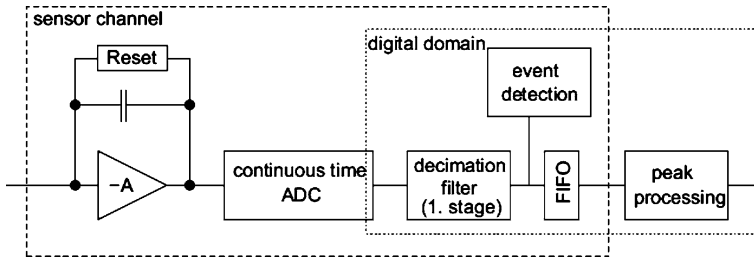 sensor channel
digital domain
Reset
event
detection
−A
continuous time
ADC
decimation
filter
(1. stage)
FIFO
peak
processing